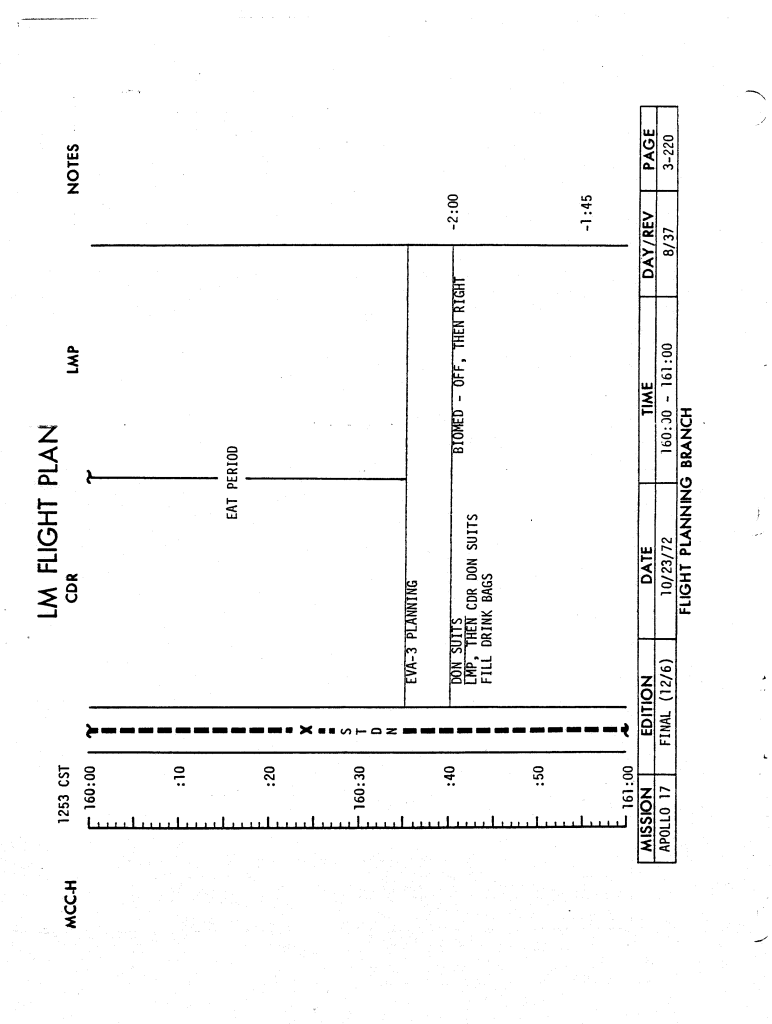 LM FLIGHT PLAN
MCC-H
1253 CST
CDR
LMP
NOTES
160:00
:10
:20
160:30
:40
:50
161:00
X
S
T
D
N
EAT PERIOD
EVA-3 PLANNING
DON SUITS
LMP, THEN CDR DON SUITS
FILL DRINK BAGS
BIOMED - OFF, THEN RIGHT
-2:00
-1:45
MISSION EDITION DATE TIME DAY/REV PAGE
APOLLO 17 FINAL (12/6) 10/23/72 160:00 - 161:00 8/37 3-220
FLIGHT PLANNING BRANCH